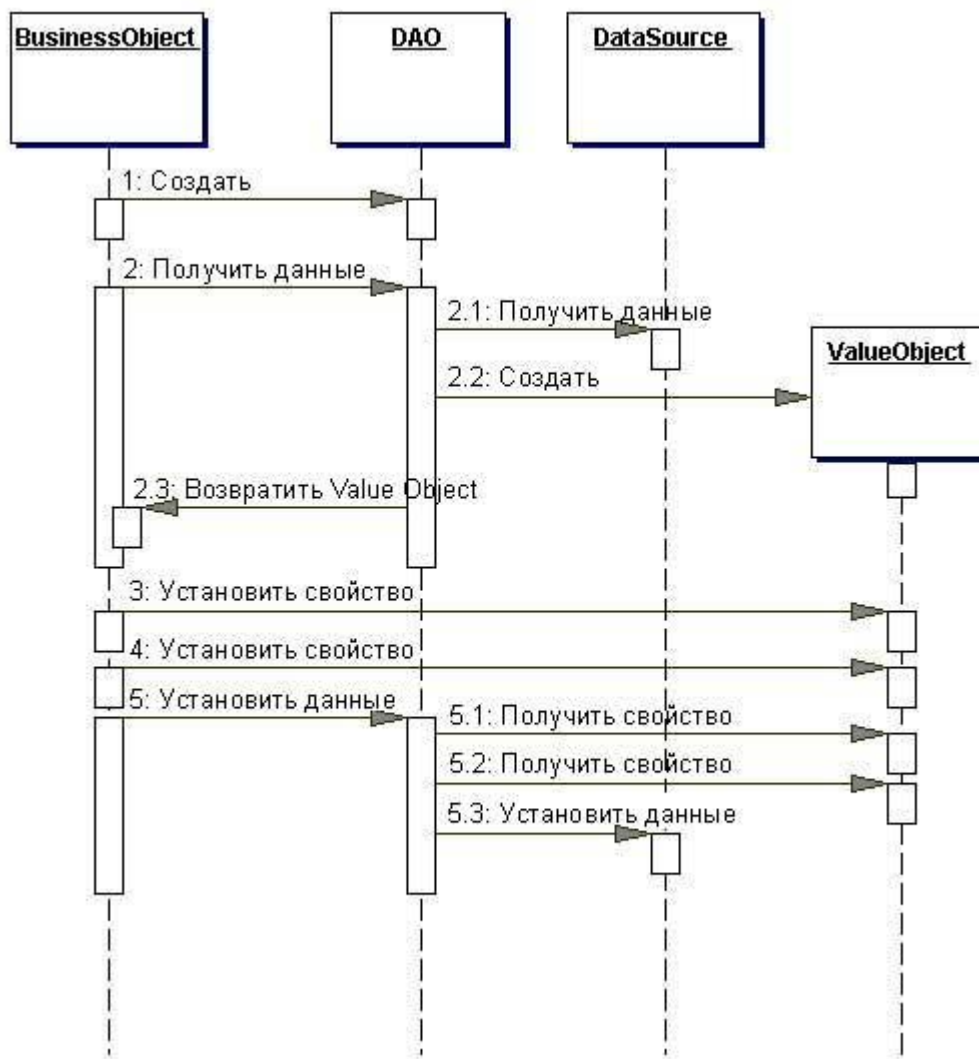 BusinessObject
DAO
DataSource
1: Создать
2: Получить данные
2.1: Получить данные
ValueObject
2.2: Создать
2.3: Возвратить Value Object
3: Установить свойство
4: Установить свойство
5: Установить данные
5.1: Получить свойство
5.2: Получить свойство
5.3: Установить данные